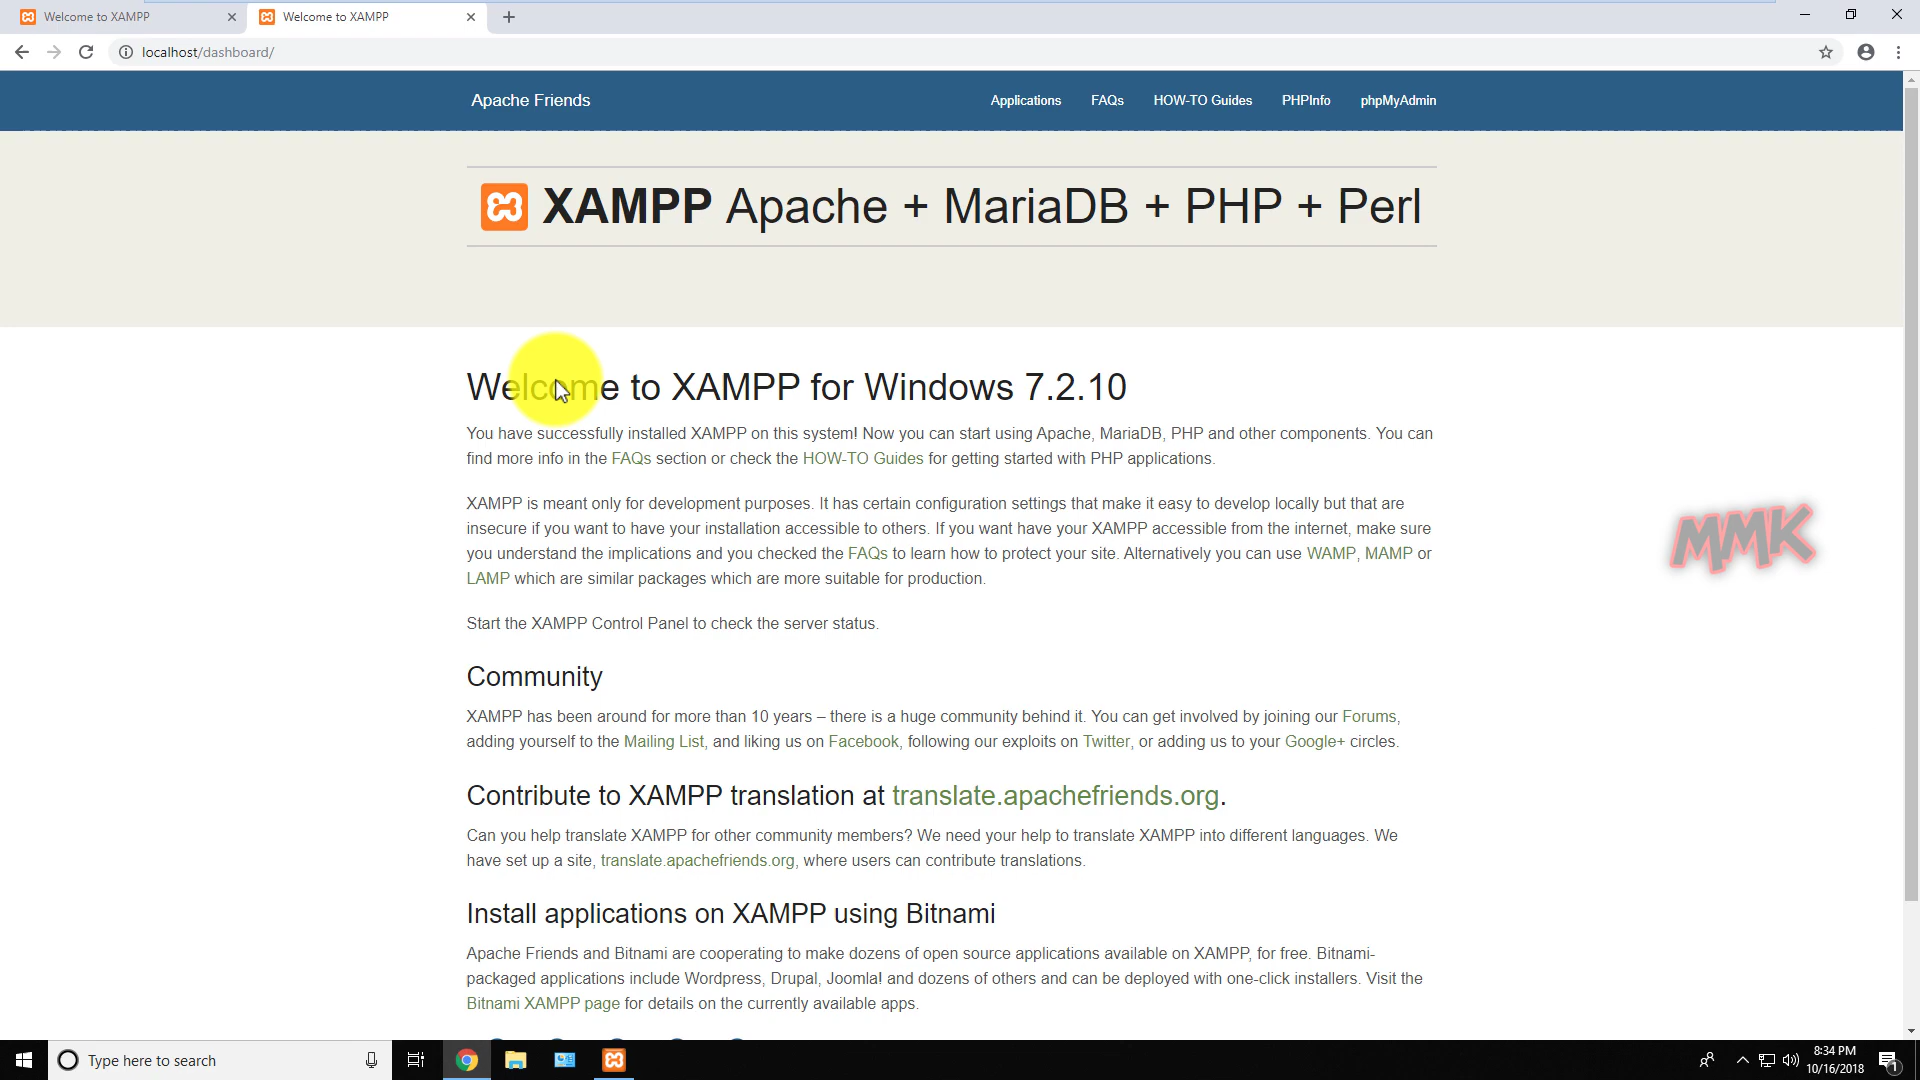 Welcome to XAMPP
Welcome to XAMPP
localhost/dashboard/
Apache Friends
Applications
FAQs
HOW-TO Guides
PHPInfo
phpMyAdmin
XAMPP Apache + MariaDB + PHP + Perl
Welcome to XAMPP for Windows 7.2.10
You have successfully installed XAMPP on this system! Now you can start using Apache, MariaDB, PHP and other components. You can
find more info in the FAQs section or check the HOW-TO Guides for getting started with PHP applications.
XAMPP is meant only for development purposes. It has certain configuration settings that make it easy to develop locally but that are
insecure if you want to have your installation accessible to others. If you want have your XAMPP accessible from the internet, make sure
you understand the implications and you checked the FAQs to learn how to protect your site. Alternatively you can use WAMP, MAMP or
LAMP which are similar packages which are more suitable for production.
MMK
Start the XAMPP Control Panel to check the server status.
Community
XAMPP has been around for more than 10 years – there is a huge community behind it. You can get involved by joining our Forums,
adding yourself to the Mailing List, and liking us on Facebook, following our exploits on Twitter, or adding us to your Google+ circles.
Contribute to XAMPP translation at translate.apachefriends.org.
Can you help translate XAMPP for other community members? We need your help to translate XAMPP into different languages. We
have set up a site, translate.apachefriends.org, where users can contribute translations.
Install applications on XAMPP using Bitnami
Apache Friends and Bitnami are cooperating to make dozens of open source applications available on XAMPP, for free. Bitnami-
packaged applications include Wordpress, Drupal, Joomla! and dozens of others and can be deployed with one-click installers. Visit the
Bitnami XAMPP page for details on the currently available apps.
Type here to search
8:34 PM
10/16/2018
1